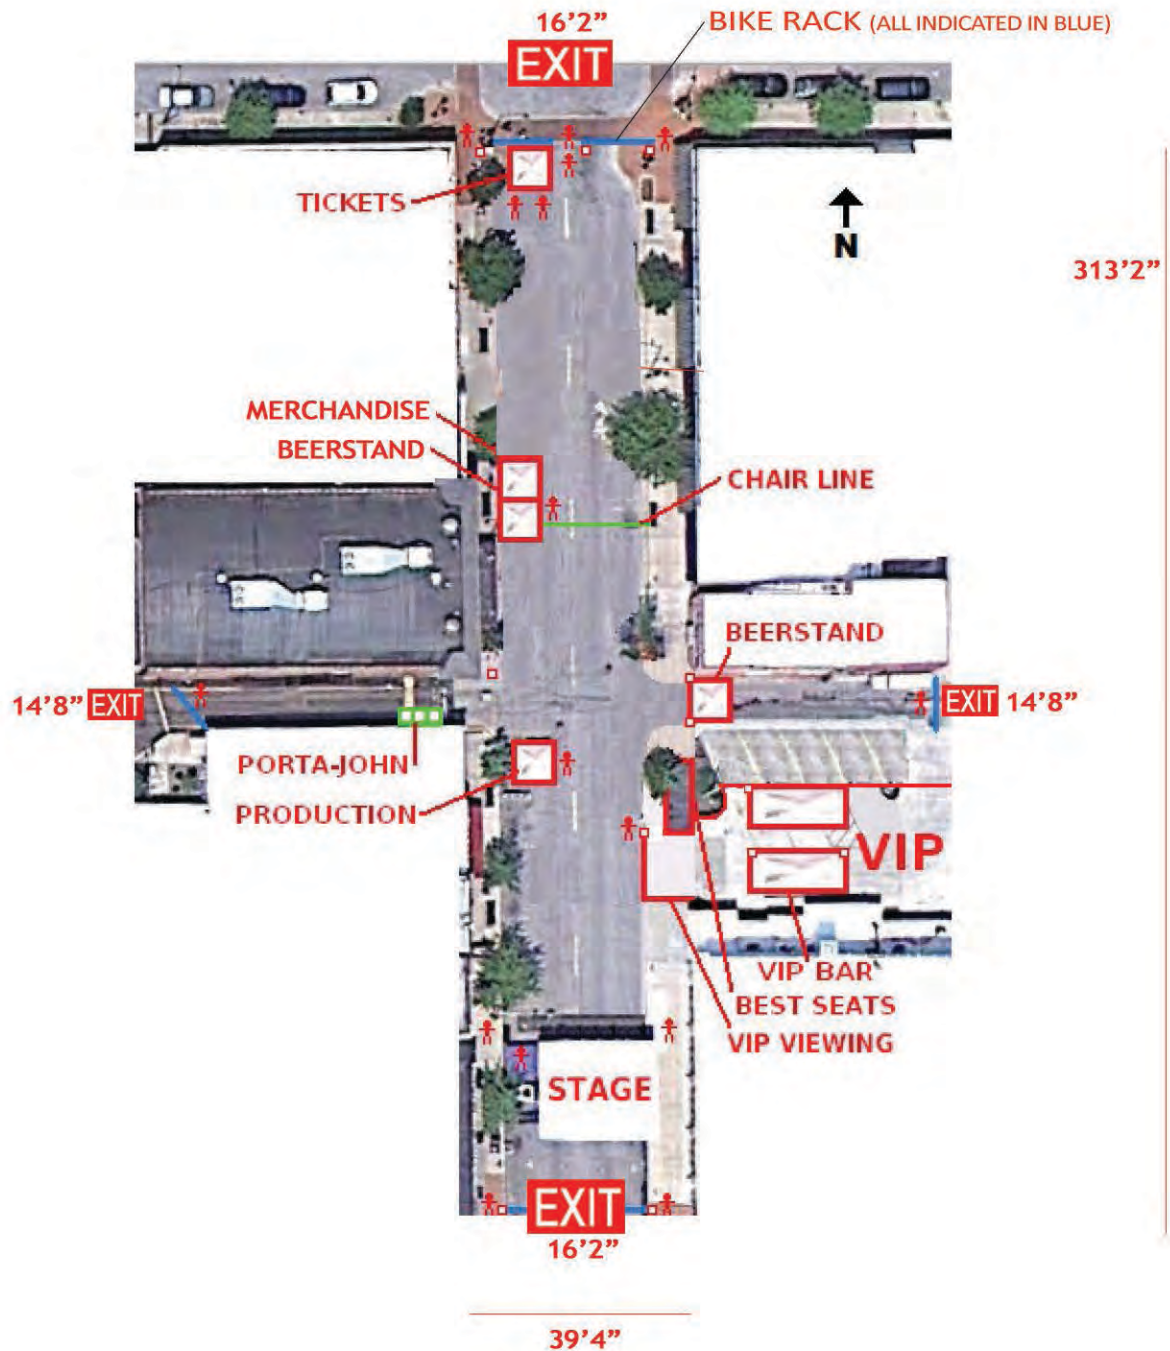 16’2”
EXIT
BIKE RACK (ALL INDICATED IN BLUE)
TICKETS
N
313’2”
MERCHANDISE
BEERSTAND
CHAIR LINE
BEERSTAND
14’8” EXIT
EXIT 14’8”
PORTA-JOHN
PRODUCTION
VIP
VIP BAR
BEST SEATS
VIP VIEWING
STAGE
EXIT
16’2”
39’4”